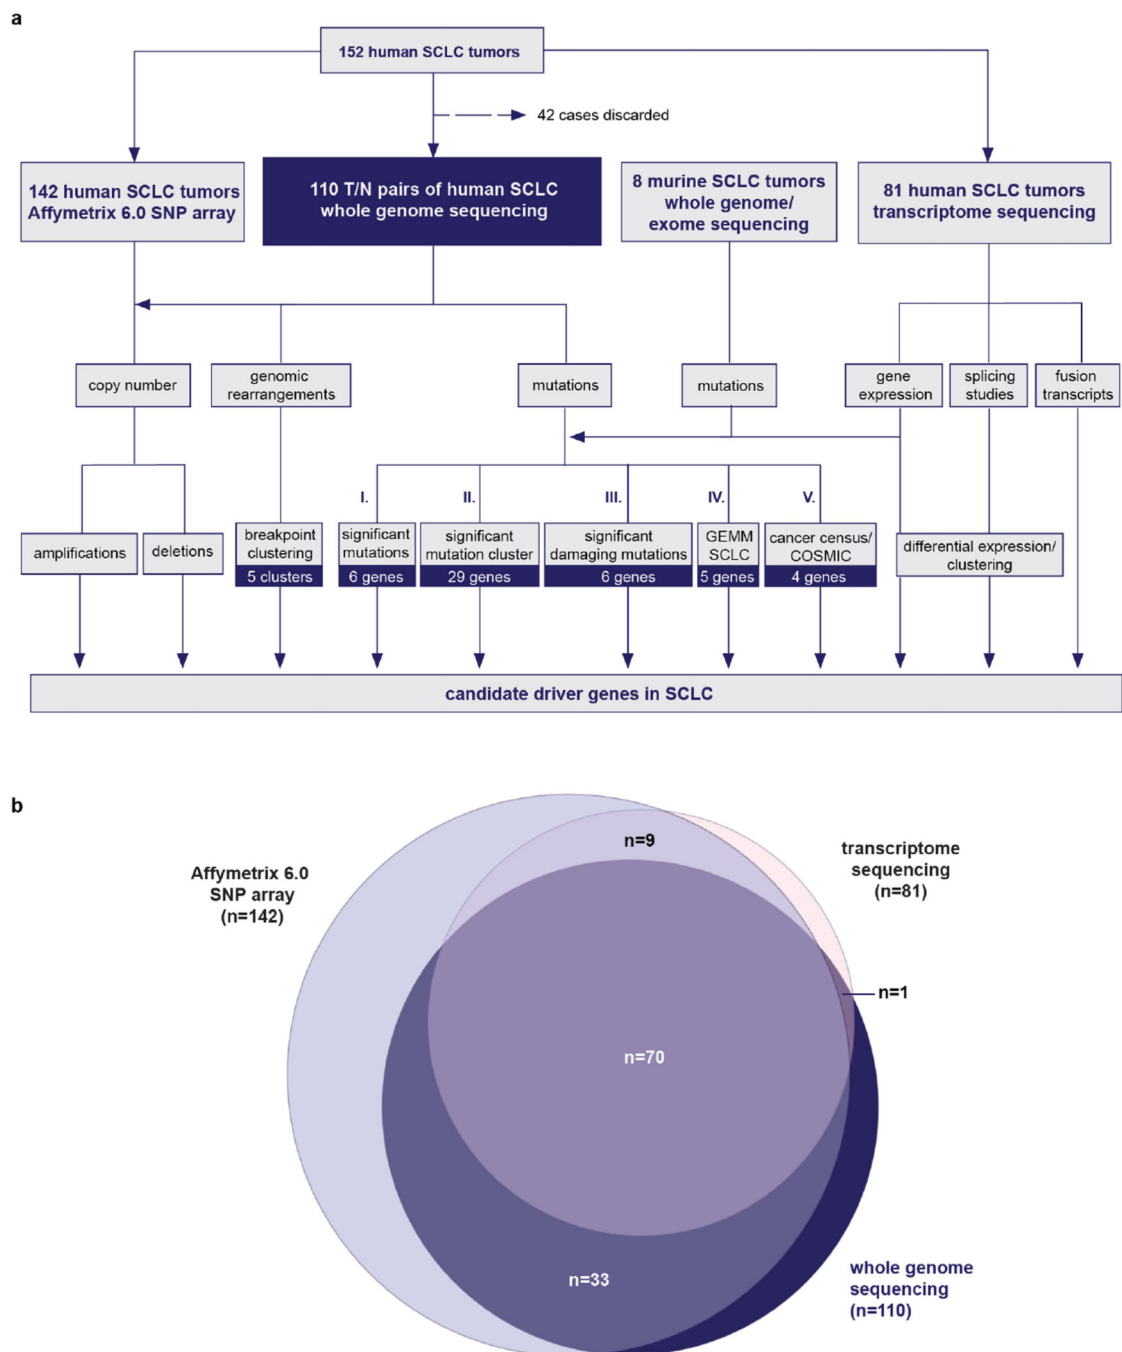 a
152 human SCLC tumors
42 cases discarded
142 human SCLC tumors
Affymetrix 6.0 SNP array
110 T/N pairs of human SCLC
whole genome sequencing
8 murine SCLC tumors
whole genome/
exome sequencing
81 human SCLC tumors
transcriptome sequencing
copy number
genomic
rearrangements
mutations
mutations
gene
expression
splicing
studies
fusion
transcripts
I.
II.
III.
IV.
V.
amplifications
deletions
breakpoint
clustering
5 clusters
significant
mutations
6 genes
significant
mutation cluster
29 genes
significant
damaging mutations
6 genes
GEMM
SCLC
5 genes
cancer census/
COSMIC
4 genes
differential expression/
clustering
candidate driver genes in SCLC
b
Affymetrix 6.0
SNP array
(n=142)
n=9
transcriptome
sequencing
(n=81)
n=1
n=70
n=33
whole genome
sequencing
(n=110)